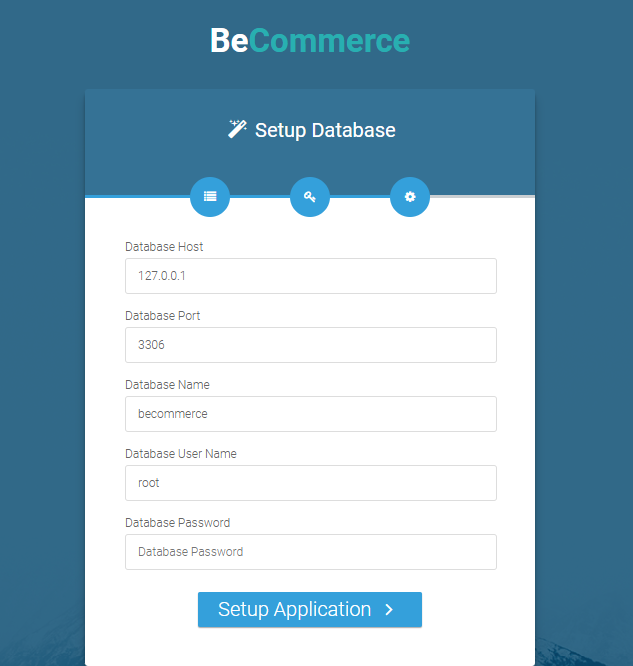 BeCommerce
Setup Database
Database Host
127.0.0.1
Database Port
3306
Database Name
becommerce
Database User Name
root
Database Password
Database Password
Setup Application